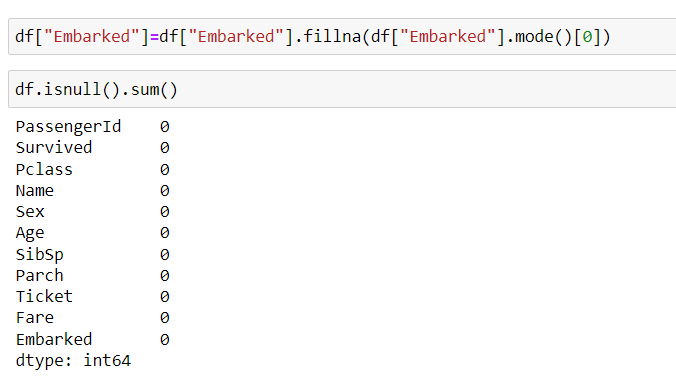 df["Embarked"]=df["Embarked"].fillna(df["Embarked"].mode()[0])
df.isnull().sum()
PassengerId    0
Survived       0
Pclass         0
Name           0
Sex            0
Age            0
SibSp          0
Parch          0
Ticket         0
Fare           0
Embarked       0
dtype: int64